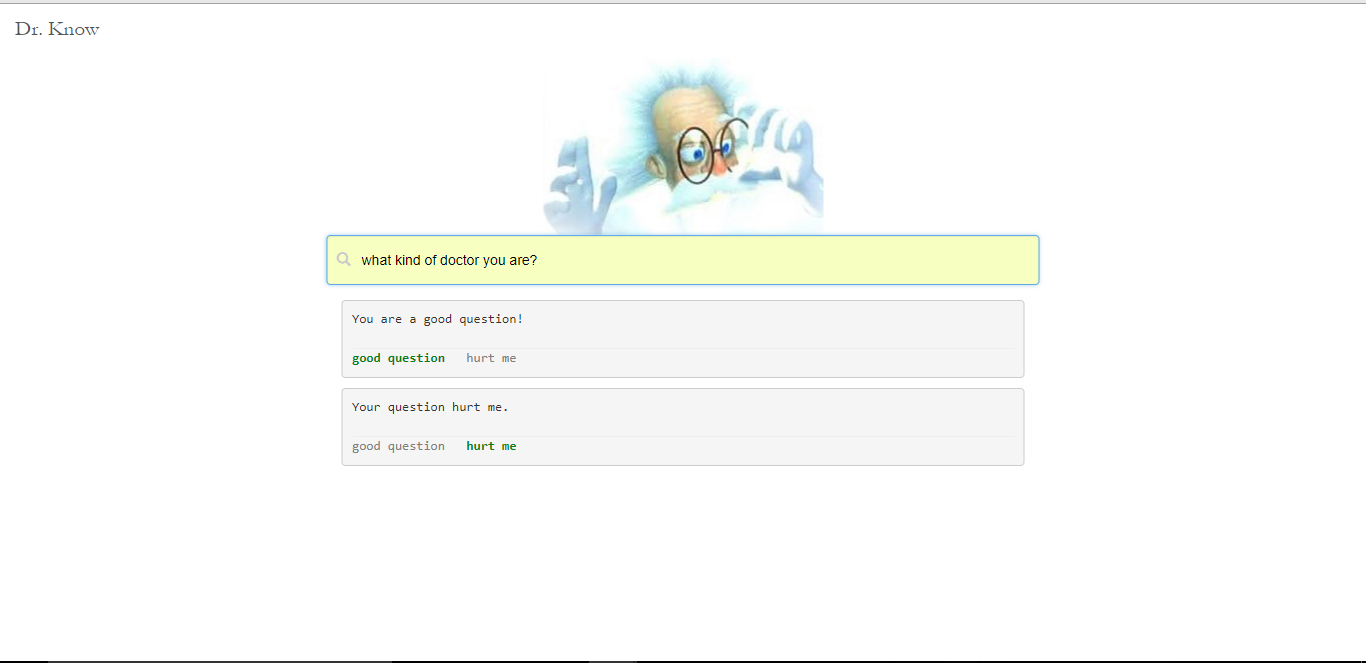 Dr. Know
what kind of doctor you are?
You are a good question!
good question hurt me
Your question hurt me.
good question hurt me